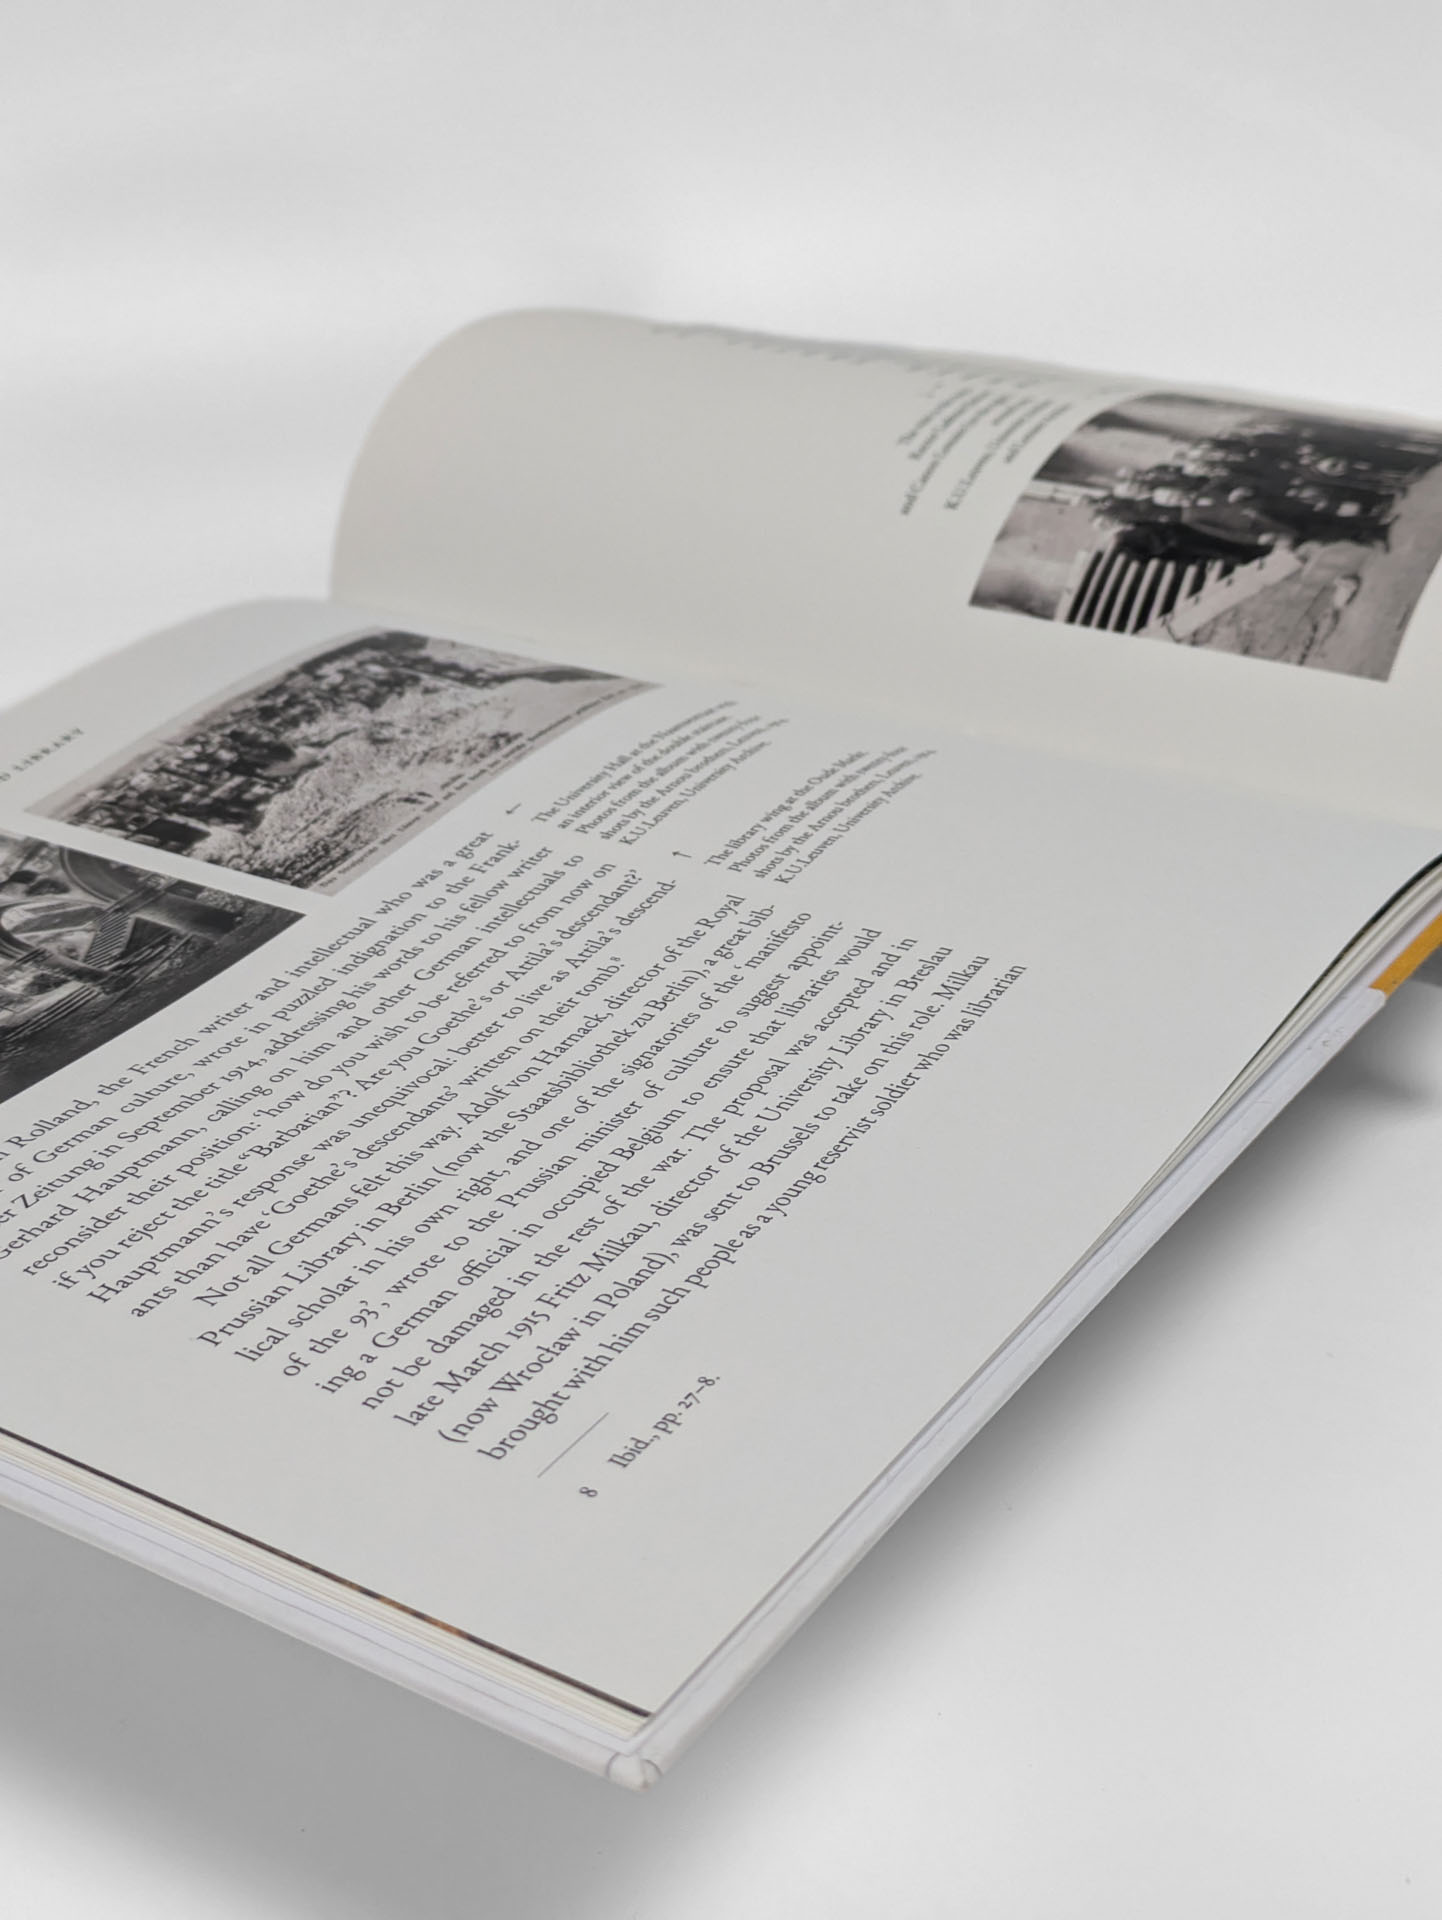 D LIBRARY
n Rolland, the French writer and intellectual who was a great
of German culture, wrote in puzzled indignation to the Frank-
er Zeitung in September 1914, addressing his words to his fellow writer
Gerhard Hauptmann, calling on him and other German intellectuals to
reconsider their position: 'how do you wish to be referred to from now on
if you reject the title "Barbarian"? Are you Goethe's or Attila's descendant?'
Hauptmann's response was unequivocal: better to live as Attila's descend-
ants than have 'Goethe's descendants' written on their tomb.8
Not all Germans felt this way. Adolf von Harnack, director of the Royal
Prussian Library in Berlin (now the Staatsbibliothek zu Berlin), a great bib-
lical scholar in his own right, and one of the signatories of the 'manifesto
of the 93', wrote to the Prussian minister of culture to suggest appoint-
ing a German official in occupied Belgium to ensure that libraries would
not be damaged in the rest of the war. The proposal was accepted and in
late March 1915 Fritz Milkau, director of the University Library in Breslau
(now Wrocław in Poland), was sent to Brussels to take on this role. Milkau
brought with him such people as a young reservist soldier who was librarian
8 Ibid., pp. 27–8.
←
The University Hall at the Naamsestraat with
an interior view of the double staircase.
Photos from the album with twenty-four
shots by the Arnou brothers, Leuven, 1914.
K.U.Leuven, University Archive.
↑
The library wing at the Oude Markt.
Photos from the album with twenty-four
shots by the Arnou brothers, Leuven, 1914.
K.U.Leuven, University Archive.
K.U.Leuven, University